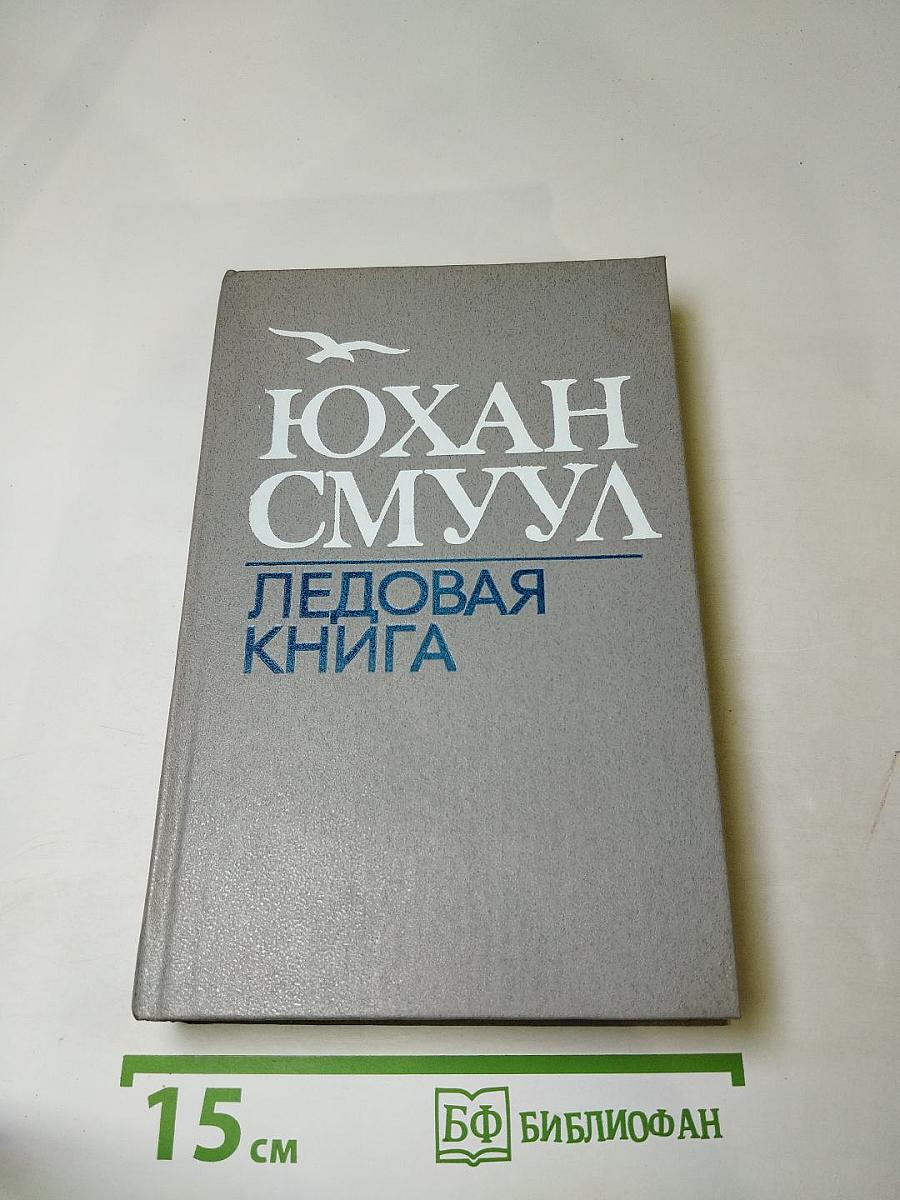 ЮХАН
СМУУЛ
ЛЕДОВАЯ
КНИГА
15 см
БФ БИБЛИОФАН